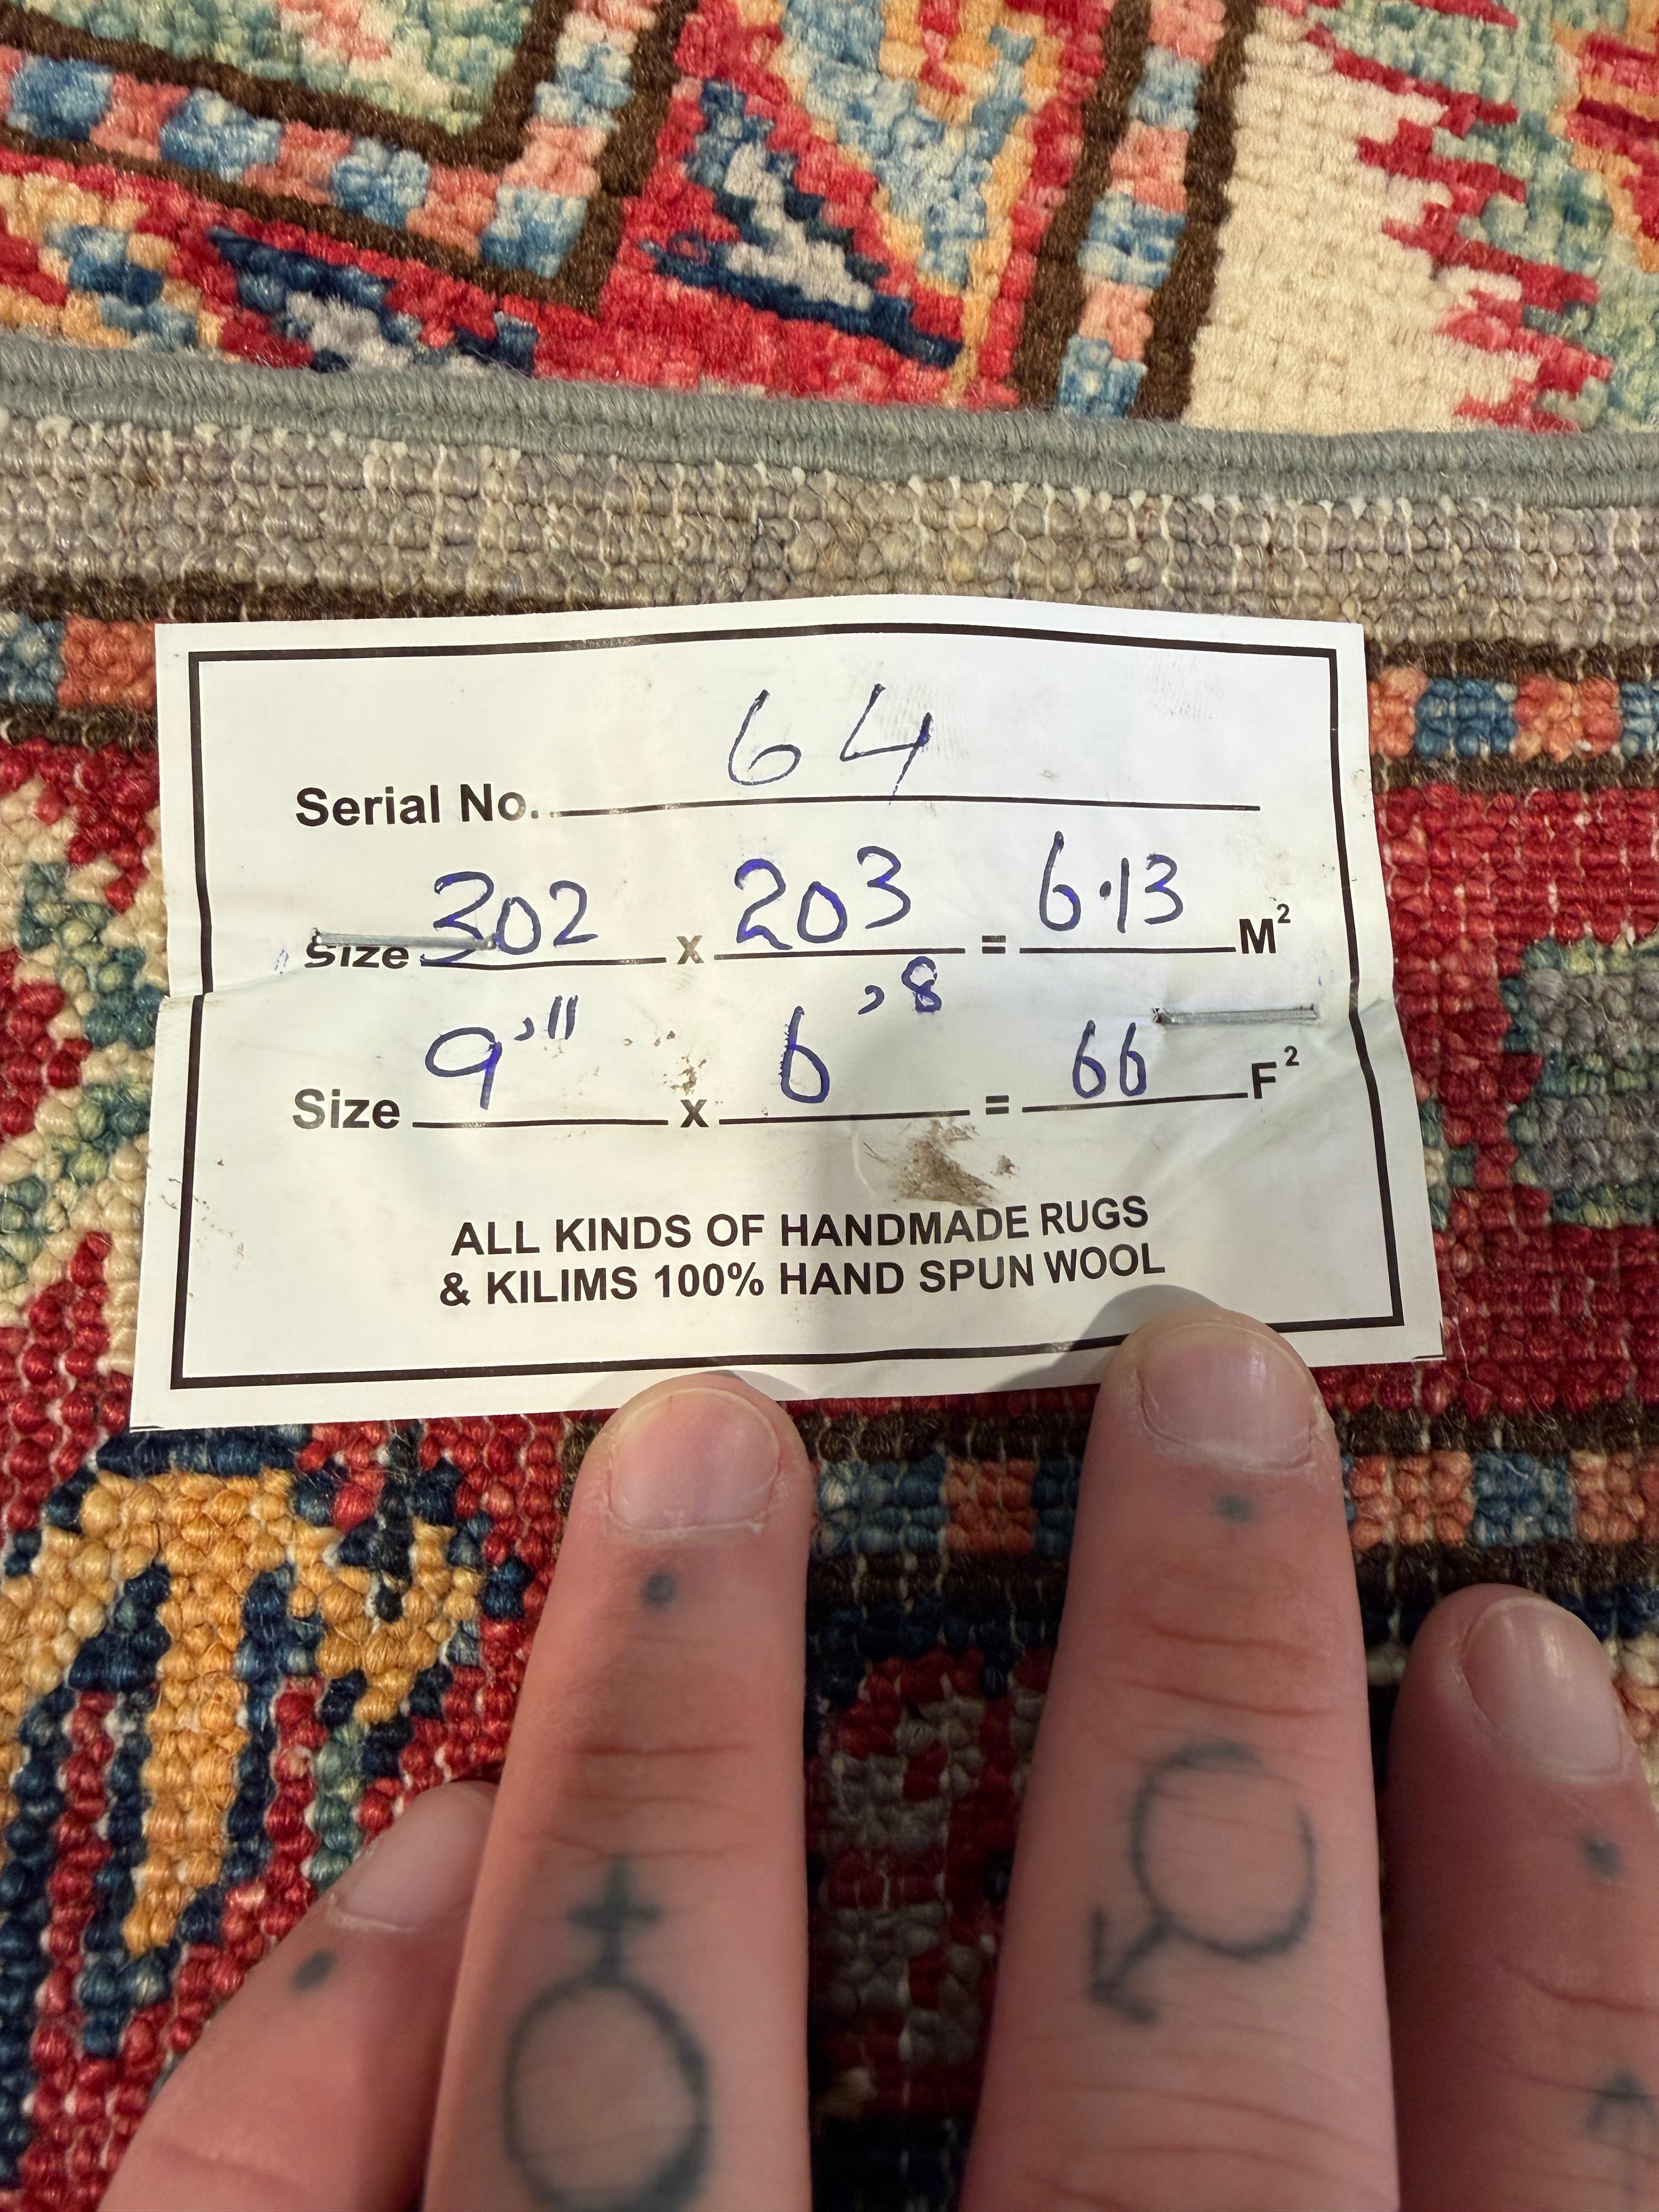 Serial No. 64
Size 302 x 203 = 6.13 M²
Size 9'11 x 6'8 = 66 F²
ALL KINDS OF HANDMADE RUGS
& KILIMS 100% HAND SPUN WOOL